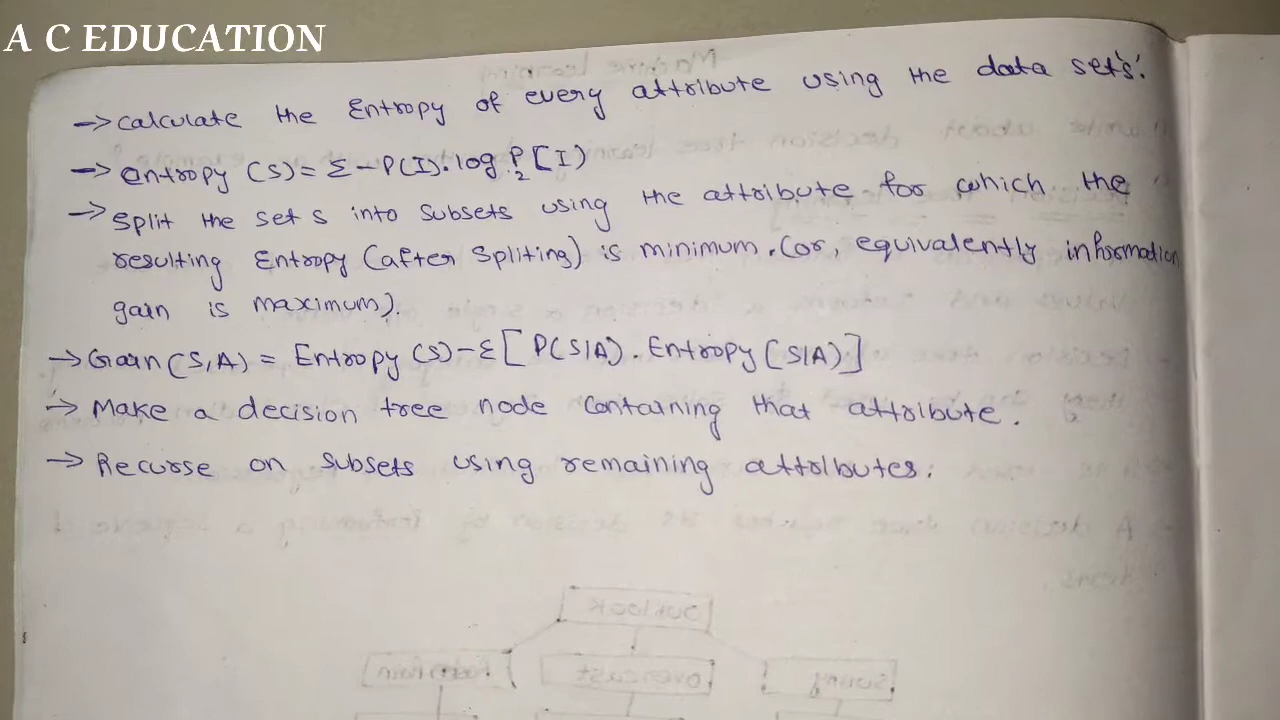 A C EDUCATION
→ calculate the Entropy of every attribute using the data sets'.
→ entropy (S) = Σ - P(I). log P2 [I)
→ split the set s into subsets using the attribute for which the
resulting Entropy (after spliting) is minimum. (or, equivalently information
gain is maximum).
→ Gain (S, A) = Entropy (S) - Σ [ P(S|A) . Entropy (S|A) ]
→ Make a decision tree node containing that attribute.
→ Recurse on subsets using remaining attributes.